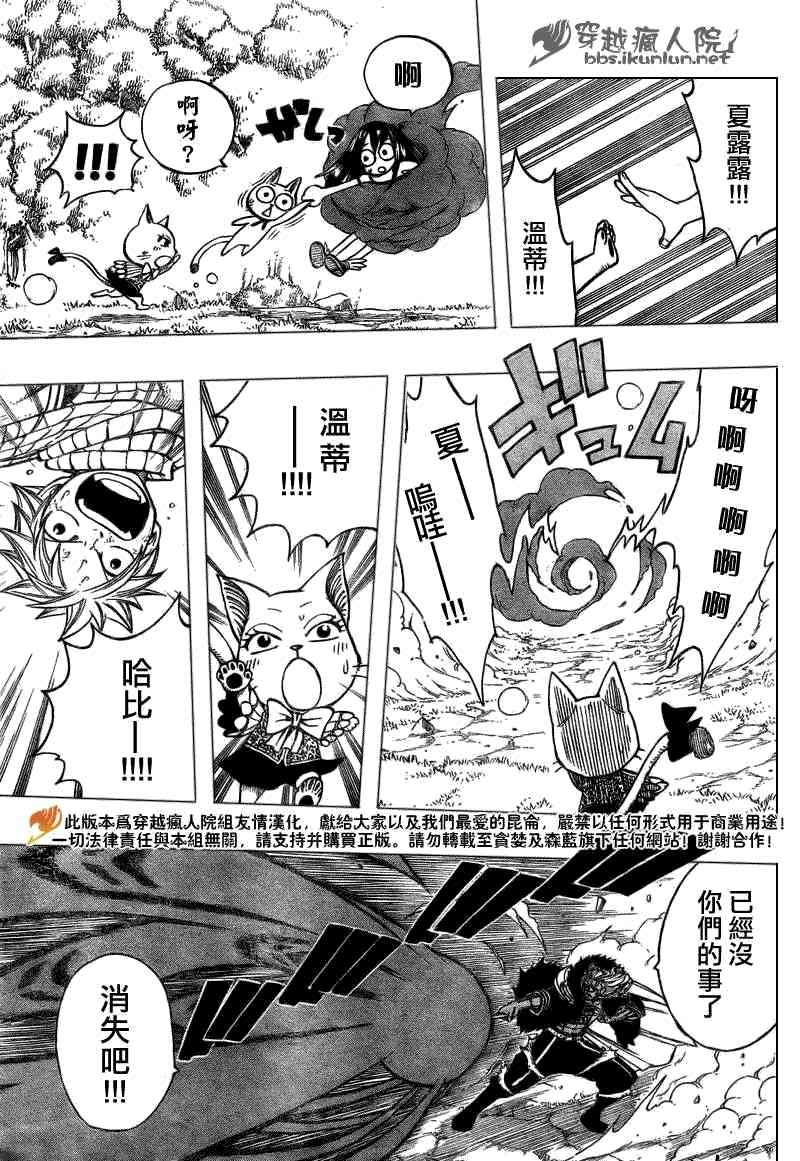 穿越瘋人院
bbs.ikunlun.net
夏露露!!!
溫蒂!!!
啊
ガしっ
啊呀?
!!!
呀啊啊啊啊啊
ギュムム
夏——
嗚哇——!!!
溫蒂
——!!!!
哈比—!!!!
此版本爲穿越瘋人院組友情漢化，獻給大家以及我們最愛的昆侖，嚴禁以任何形式用于商業用途!
一切法律責任與本組無關，請支持并購買正版。請勿轉載至貪婪及森藍旗下任何網站! 謝謝合作!
已經沒
你們的事了
消失吧!!!